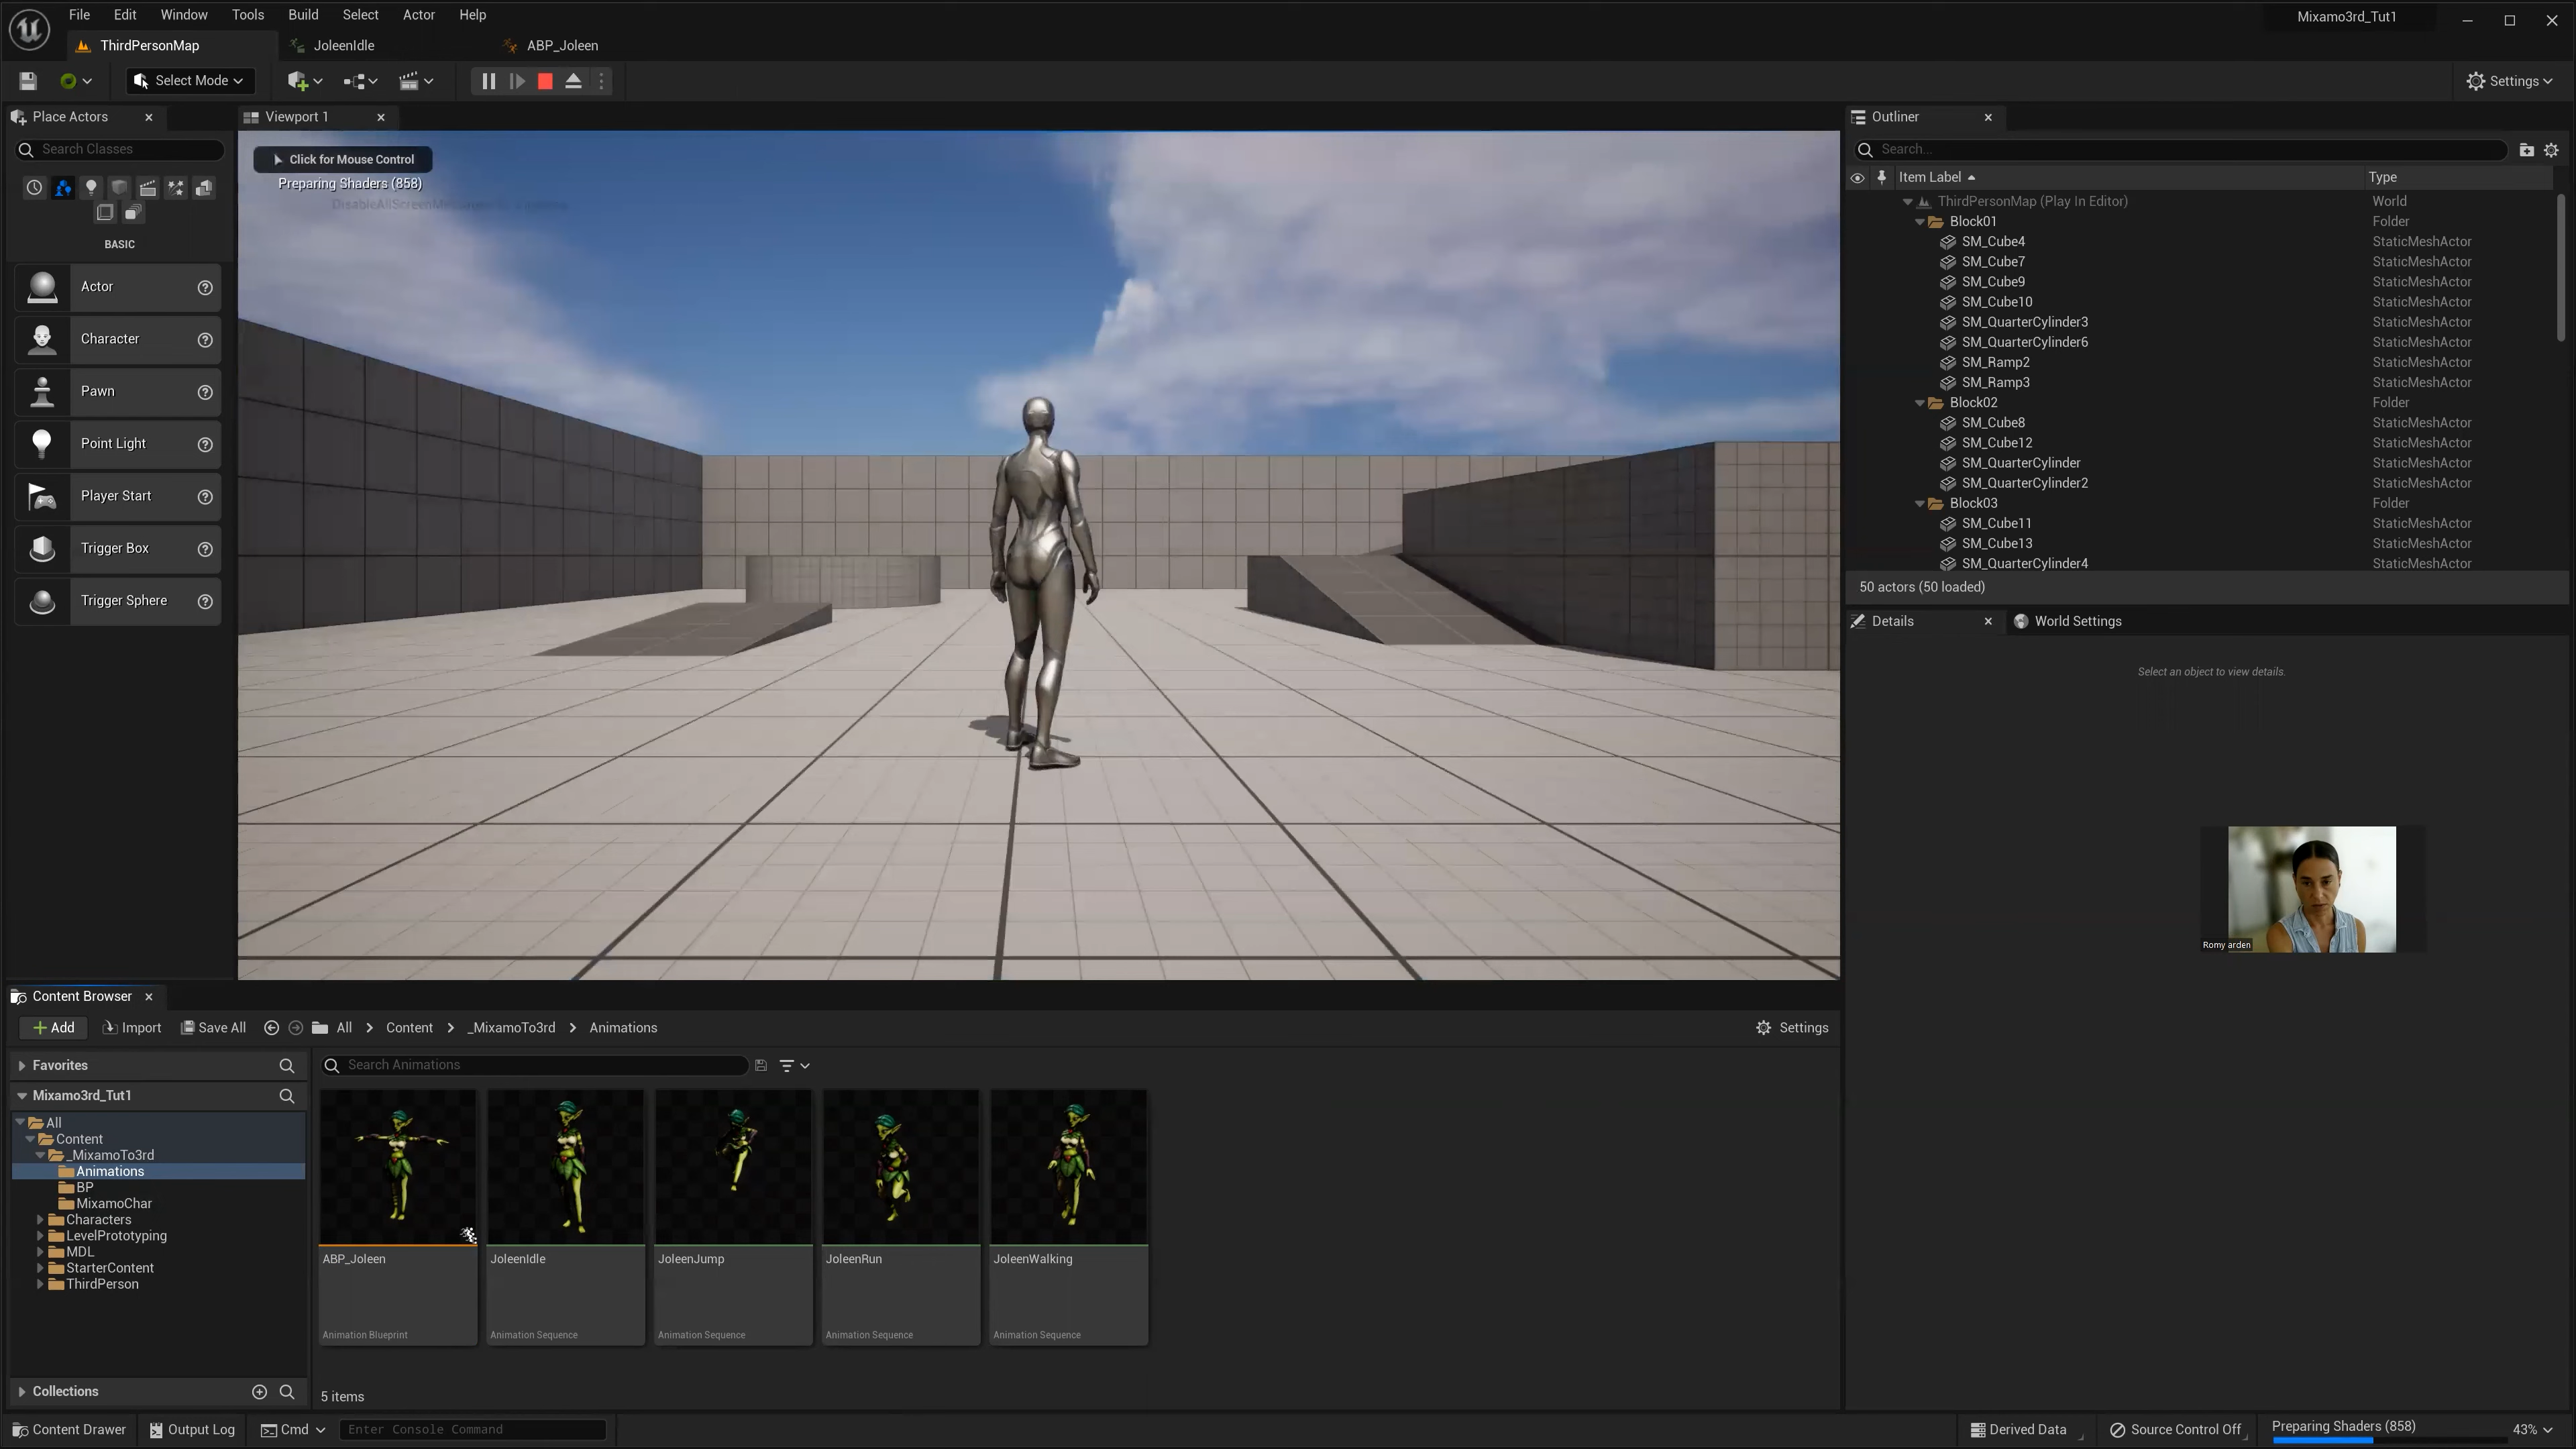 File Edit Window Tools Build Select Actor Help
Mixamo3rd_Tut1
ThirdPersonMap
JoleenIdle
ABP_Joleen
Select Mode
Settings
Place Actors
Search Classes
BASIC
Actor
Character
Pawn
Point Light
Player Start
Trigger Box
Trigger Sphere
Viewport 1
Click for Mouse Control
Preparing Shaders (858)
Outliner
Search...
Item Label Type
ThirdPersonMap (Play In Editor) World
Block01 Folder
SM_Cube4 StaticMeshActor
SM_Cube7 StaticMeshActor
SM_Cube9 StaticMeshActor
SM_Cube10 StaticMeshActor
SM_QuarterCylinder3 StaticMeshActor
SM_QuarterCylinder6 StaticMeshActor
SM_Ramp2 StaticMeshActor
SM_Ramp3 StaticMeshActor
Block02 Folder
SM_Cube8 StaticMeshActor
SM_Cube12 StaticMeshActor
SM_QuarterCylinder StaticMeshActor
SM_QuarterCylinder2 StaticMeshActor
Block03 Folder
SM_Cube11 StaticMeshActor
SM_Cube13 StaticMeshActor
SM_QuarterCylinder4 StaticMeshActor
50 actors (50 loaded)
Details
World Settings
Select an object to view details.
Romy arden
Content Browser
Add Import Save All All Content _MixamoTo3rd Animations
Settings
Favorites
Mixamo3rd_Tut1
All
Content
_MixamoTo3rd
Animations
BP
MixamoChar
Characters
LevelPrototyping
MDL
StarterContent
ThirdPerson
Collections
Search Animations
ABP_Joleen
Animation Blueprint
JoleenIdle
Animation Sequence
JoleenJump
Animation Sequence
JoleenRun
Animation Sequence
JoleenWalking
Animation Sequence
5 items
Content Drawer Output Log Cmd Enter Console Command
Derived Data Source Control Off Preparing Shaders (858) 43%